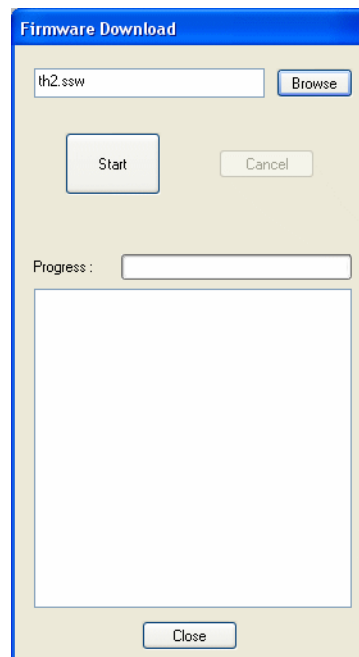 Firmware Download
th2.ssw Browse
Start Cancel
Progress :
Close